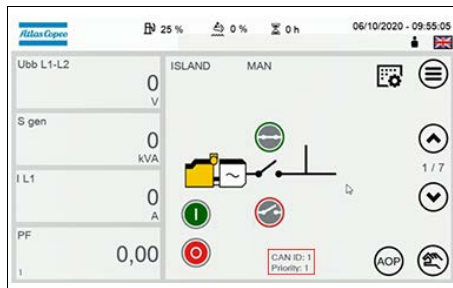 Atlas Copco
25 %
0 %
0 h
06/10/2020 - 09:55:05
Ubb L1-L2
0
V
S gen
0
kVA
I L1
0
A
PF
0,00
1
ISLAND MAN
1 / 7
I
CAN ID: 1
Priority: 1
AOP